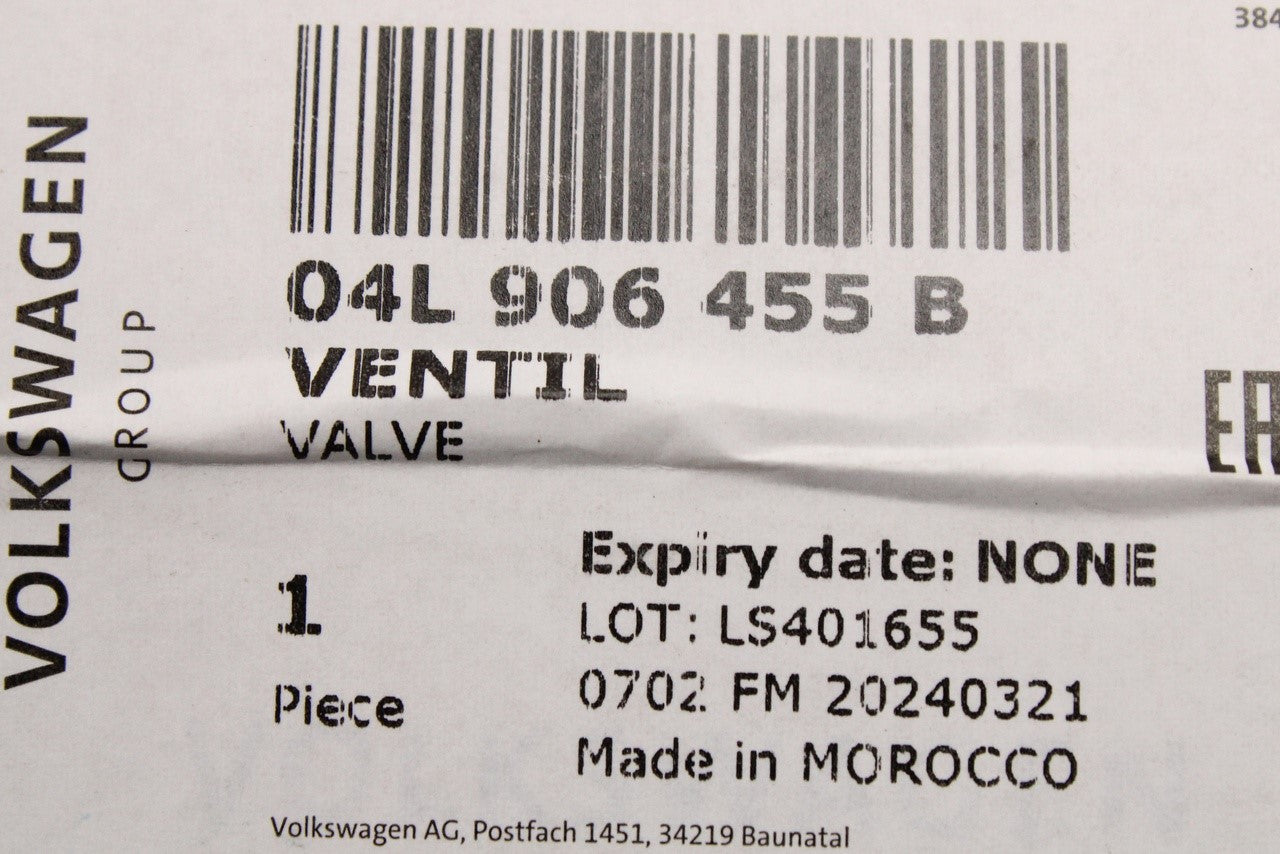 384
VOLKSWAGEN
GROUP
04L 906 455 B
VENTIL
VALVE
EA
1
Piece
Expiry date: NONE
LOT: LS401655
0702 FM 20240321
Made in MOROCCO
Volkswagen AG, Postfach 1451, 34219 Baunatal